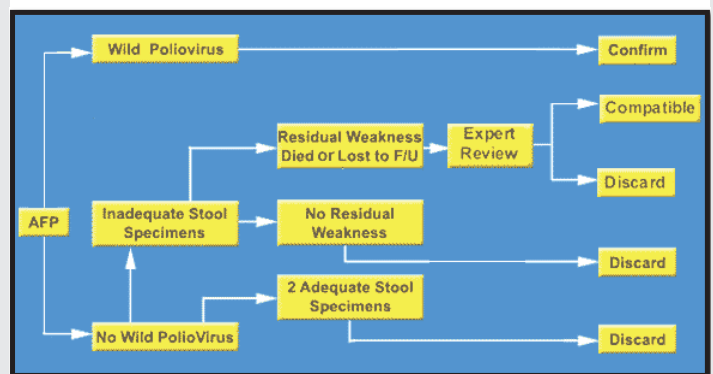 Wild Poliovirus
Confirm
Compatible
Residual Weakness
Died or Lost to F/U
Expert
Review
Discard
AFP
Inadequate Stool
Specimens
No Residual
Weakness
Discard
2 Adequate Stool
Specimens
No Wild PolioVirus
Discard